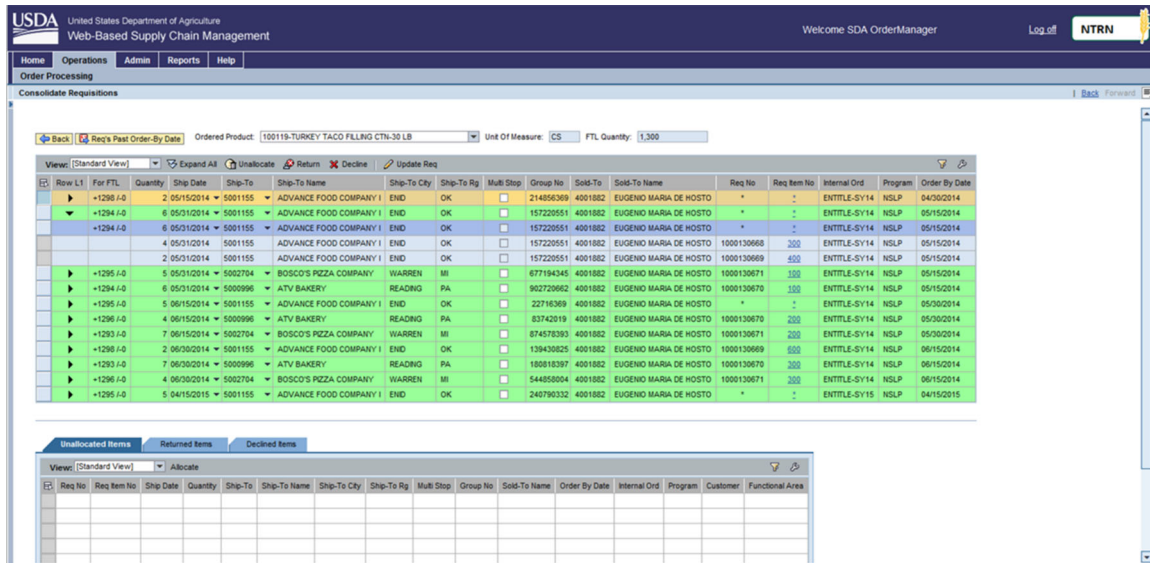 USDA United States Department of Agriculture
Web-Based Supply Chain Management
Welcome SDA OrderManager Log off NTRN
Home Operations Admin Reports Help
Order Processing
Consolidate Requisitions | Back Forward
Back Req's Past Order-By Date Ordered Product: 100119-TURKEY TACO FILLING CTN-30 LB Unit Of Measure: CS FTL Quantity: 1,300
View: [Standard View] Expand All Unallocate Return Decline Update Req
Row L1 For FTL Quantity Ship Date Ship-To Ship-To Name Ship-To City Ship-To Rg Multi Stop Group No Sold-To Sold-To Name Req No Req Item No Internal Ord Program Order By Date
+1298 /-0 2 05/15/2014 5001155 ADVANCE FOOD COMPANY I ENID OK 214856369 4001882 EUGENIO MARIA DE HOSTO * * ENTITLE-SY14 NSLP 04/30/2014
+1294 /-0 6 05/31/2014 5001155 ADVANCE FOOD COMPANY I ENID OK 157220551 4001882 EUGENIO MARIA DE HOSTO * * ENTITLE-SY14 NSLP 05/15/2014
+1294 /-0 6 05/31/2014 5001155 ADVANCE FOOD COMPANY I ENID OK 157220551 4001882 EUGENIO MARIA DE HOSTO * * ENTITLE-SY14 NSLP 05/15/2014
4 05/31/2014 5001155 ADVANCE FOOD COMPANY I ENID OK 157220551 4001882 EUGENIO MARIA DE HOSTO 1000130668 300 ENTITLE-SY14 NSLP 05/15/2014
2 05/31/2014 5001155 ADVANCE FOOD COMPANY I ENID OK 157220551 4001882 EUGENIO MARIA DE HOSTO 1000130669 400 ENTITLE-SY14 NSLP 05/15/2014
+1295 /-0 5 05/31/2014 5002704 BOSCO'S PIZZA COMPANY WARREN MI 677194345 4001882 EUGENIO MARIA DE HOSTO 1000130671 100 ENTITLE-SY14 NSLP 05/15/2014
+1294 /-0 6 05/31/2014 5000996 ATV BAKERY READING PA 902720662 4001882 EUGENIO MARIA DE HOSTO 1000130670 100 ENTITLE-SY14 NSLP 05/15/2014
+1295 /-0 5 06/15/2014 5001155 ADVANCE FOOD COMPANY I ENID OK 22716369 4001882 EUGENIO MARIA DE HOSTO * * ENTITLE-SY14 NSLP 05/30/2014
+1296 /-0 4 06/15/2014 5000996 ATV BAKERY READING PA 83742019 4001882 EUGENIO MARIA DE HOSTO 1000130670 200 ENTITLE-SY14 NSLP 05/30/2014
+1293 /-0 7 06/15/2014 5002704 BOSCO'S PIZZA COMPANY WARREN MI 874578393 4001882 EUGENIO MARIA DE HOSTO 1000130671 200 ENTITLE-SY14 NSLP 05/30/2014
+1298 /-0 2 06/30/2014 5001155 ADVANCE FOOD COMPANY I ENID OK 139430825 4001882 EUGENIO MARIA DE HOSTO 1000130669 600 ENTITLE-SY14 NSLP 06/15/2014
+1293 /-0 7 06/30/2014 5000996 ATV BAKERY READING PA 180818397 4001882 EUGENIO MARIA DE HOSTO 1000130670 300 ENTITLE-SY14 NSLP 06/15/2014
+1296 /-0 4 06/30/2014 5002704 BOSCO'S PIZZA COMPANY WARREN MI 544858004 4001882 EUGENIO MARIA DE HOSTO 1000130671 300 ENTITLE-SY14 NSLP 06/15/2014
+1295 /-0 5 04/15/2015 5001155 ADVANCE FOOD COMPANY I ENID OK 240790332 4001882 EUGENIO MARIA DE HOSTO * * ENTITLE-SY15 NSLP 04/15/2015
Unallocated Items Returned Items Declined Items
View: [Standard View] Allocate
Req No Req Item No Ship Date Quantity Ship-To Ship-To Name Ship-To City Ship-To Rg Multi Stop Group No Sold-To Name Order By Date Internal Ord Program Customer Functional Area